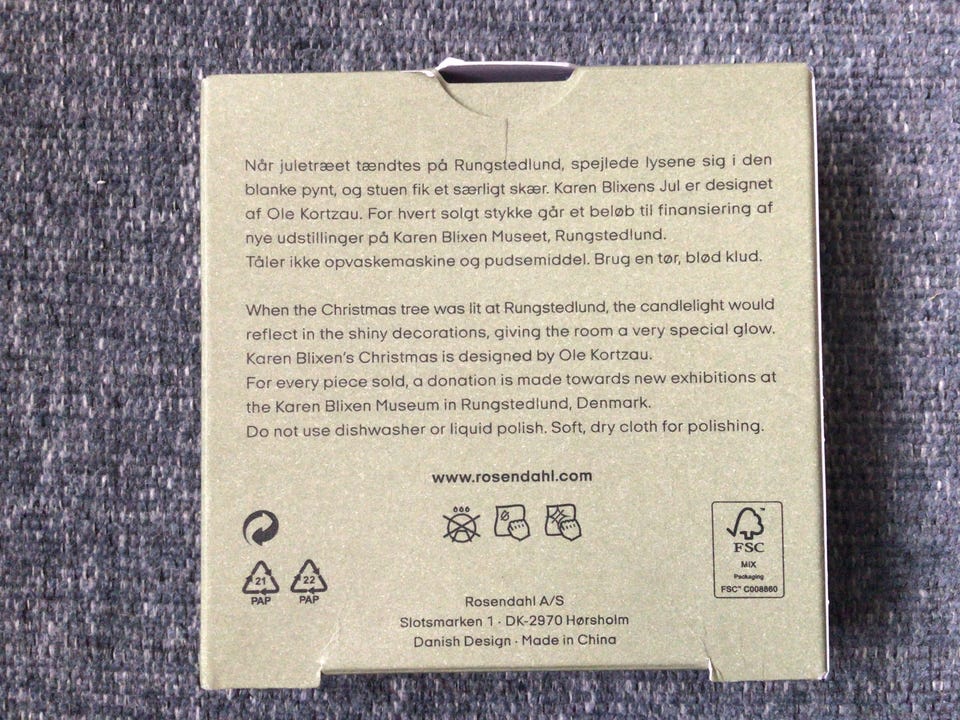 Når juletræet tændtes på Rungstedlund, spejlede lysene sig i den
blanke pynt, og stuen fik et særligt skær. Karen Blixens Jul er designet
af Ole Kortzau. For hvert solgt stykke går et beløb til finansiering af
nye udstillinger på Karen Blixen Museet, Rungstedlund.
Tåler ikke opvaskemaskine og pudsemiddel. Brug en tør, blød klud.
When the Christmas tree was lit at Rungstedlund, the candlelight would
reflect in the shiny decorations, giving the room a very special glow.
Karen Blixen's Christmas is designed by Ole Kortzau.
For every piece sold, a donation is made towards new exhibitions at
the Karen Blixen Museum in Rungstedlund, Denmark.
Do not use dishwasher or liquid polish. Soft, dry cloth for polishing.
www.rosendahl.com
21
PAP
22
PAP
FSC
MIX
Packaging
FSC™ C008860
Rosendahl A/S
Slotsmarken 1 · DK-2970 Hørsholm
Danish Design · Made in China